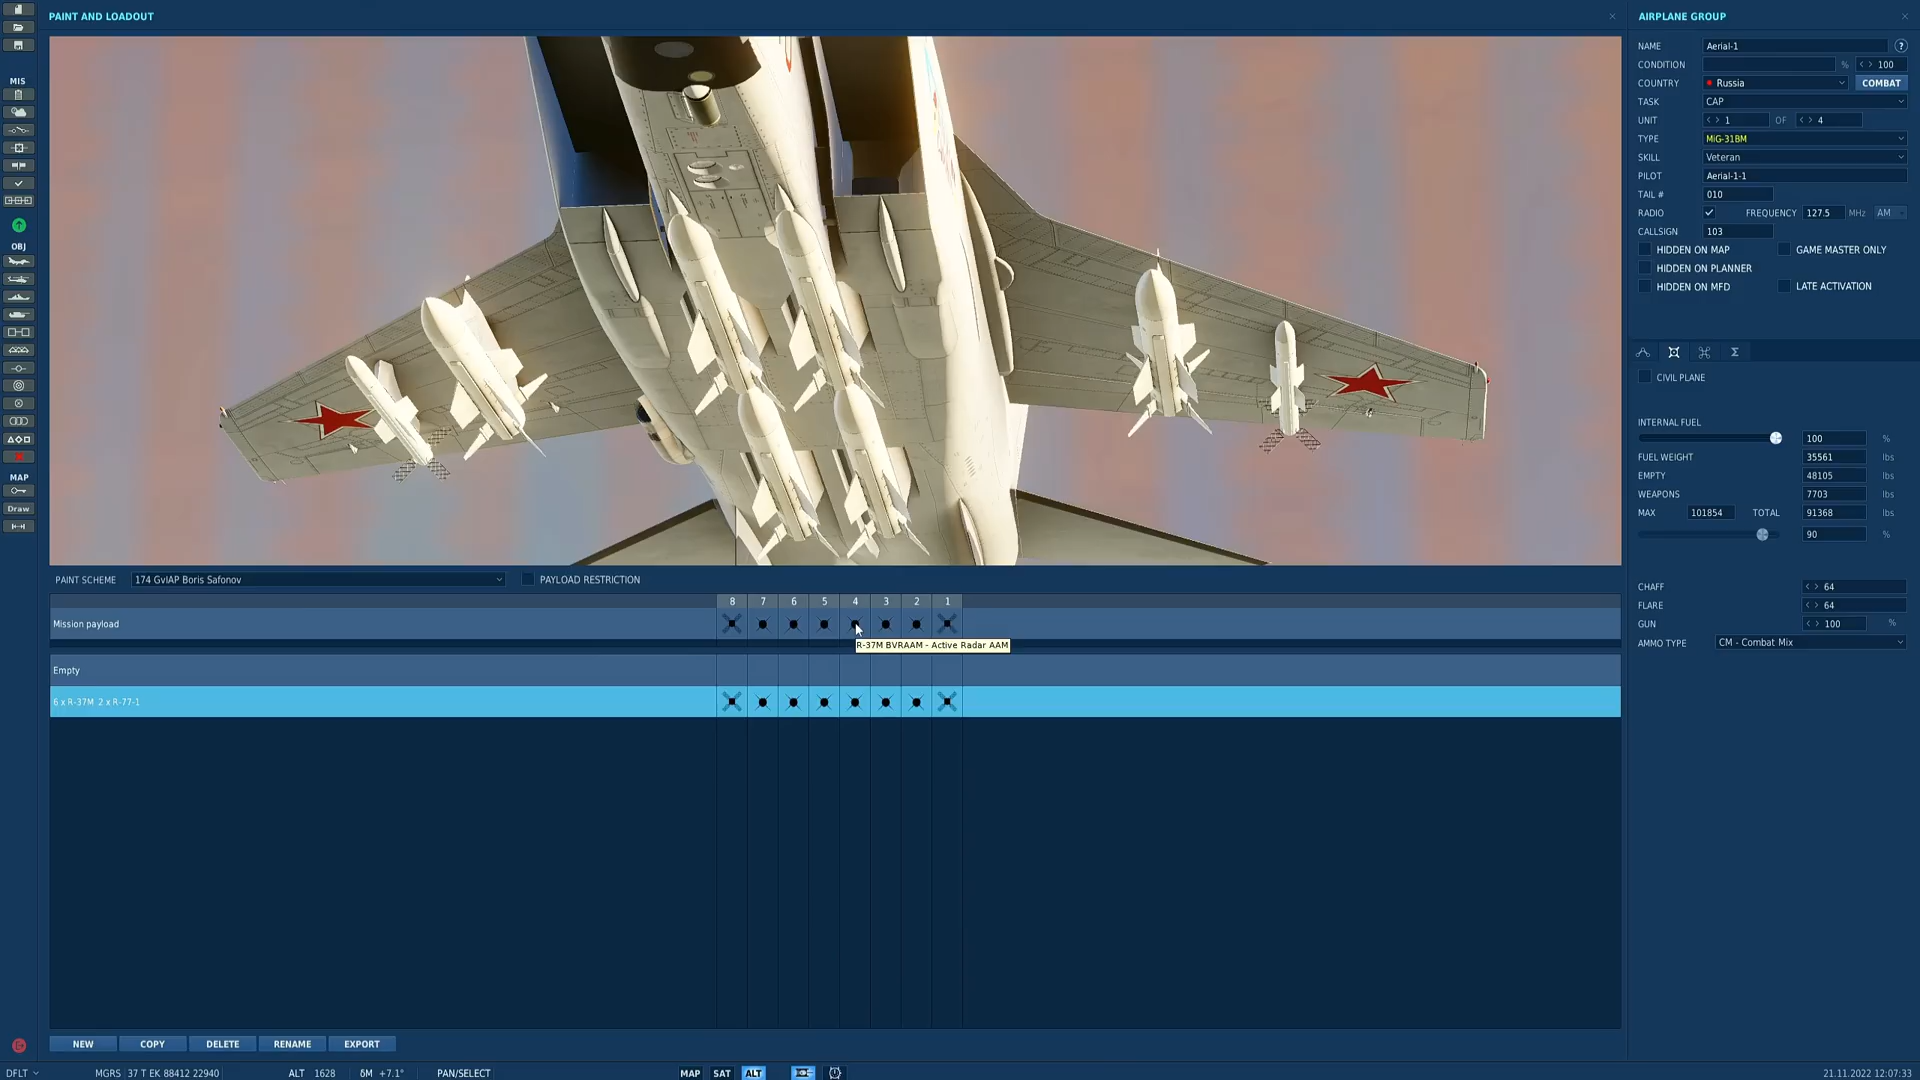 PAINT AND LOADOUT
AIRPLANE GROUP
NAME Aerial-1 ?
CONDITION % < > 100
COUNTRY Russia COMBAT
TASK CAP
UNIT < > 1 OF < > 4
TYPE MiG-31BM
SKILL Veteran
PILOT Aerial-1-1
TAIL # 010
RADIO FREQUENCY 127.5 MHz AM
CALLSIGN 103
HIDDEN ON MAP GAME MASTER ONLY
HIDDEN ON PLANNER
HIDDEN ON MFD LATE ACTIVATION
CIVIL PLANE
INTERNAL FUEL
100 %
FUEL WEIGHT 35561 lbs
EMPTY 48105 lbs
WEAPONS 7703 lbs
MAX 101854 TOTAL 91368 lbs
90 %
CHAFF < > 64
FLARE < > 64
GUN < > 100 %
AMMO TYPE CM - Combat Mix
MIS
OBJ
MAP
Draw
PAINT SCHEME 174 GvIAP Boris Safonov PAYLOAD RESTRICTION
8 7 6 5 4 3 2 1
Mission payload
R-37M BVRAAM - Active Radar AAM
Empty
6 x R-37M 2 x R-77-1
NEW COPY DELETE RENAME EXPORT
DFLT MGRS 37 T EK 88412 22940 ALT 1628 δM +7.1° PAN/SELECT MAP SAT ALT 21.11.2022 12:07:33